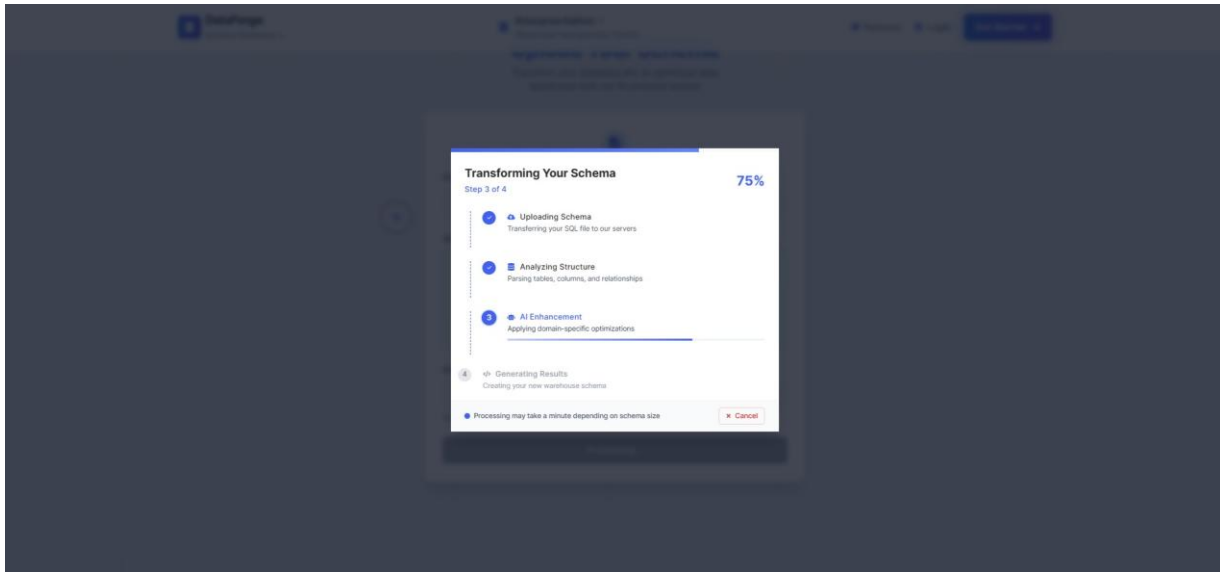 DataForge
Transforming Your Schema
75%
Step 3 of 4
Uploading Schema
Transferring your SQL file to our servers
Analyzing Structure
Parsing tables, columns, and relationships
3
AI Enhancement
Applying domain-specific optimizations
4
</> Generating Results
Creating your new warehouse schema
Processing may take a minute depending on schema size
× Cancel